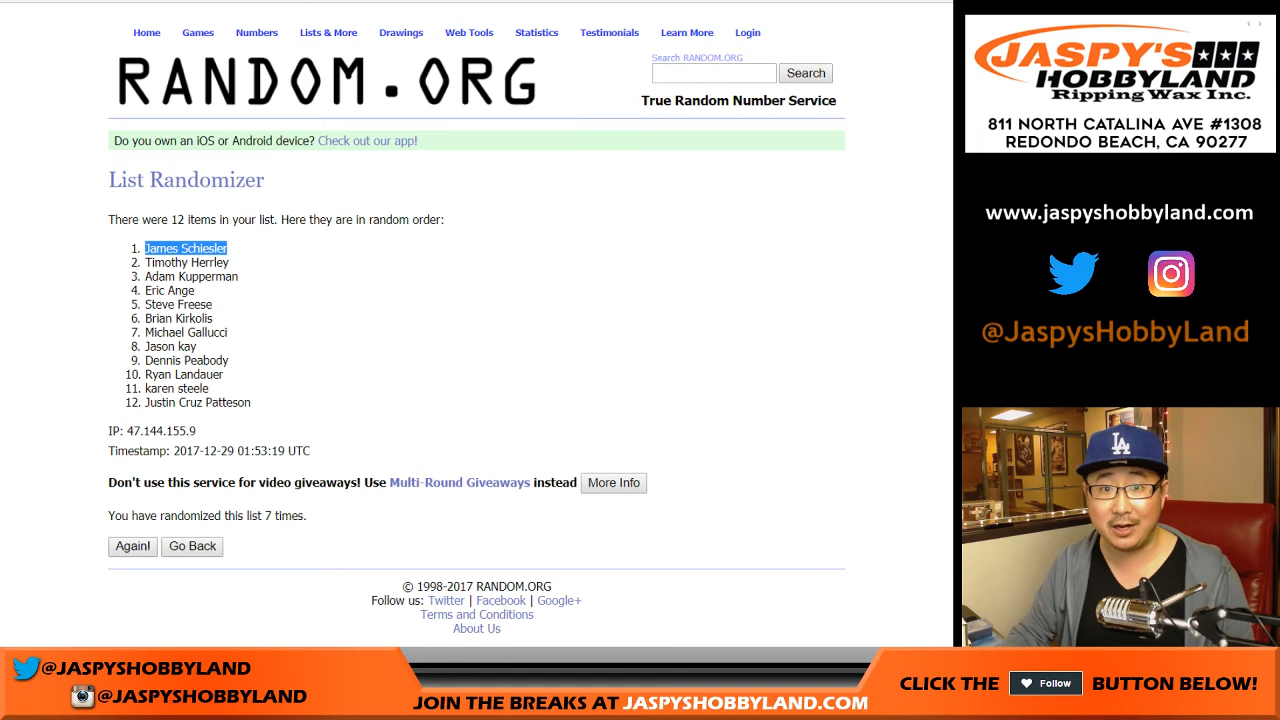 Home Games Numbers Lists & More Drawings Web Tools Statistics Testimonials Learn More Login
RANDOM.ORG
Search RANDOM.ORG
Search
True Random Number Service
Do you own an iOS or Android device? Check out our app!
List Randomizer
There were 12 items in your list. Here they are in random order:
1. James Schiesler
2. Timothy Herrley
3. Adam Kupperman
4. Eric Ange
5. Steve Freese
6. Brian Kirkolis
7. Michael Gallucci
8. Jason kay
9. Dennis Peabody
10. Ryan Landauer
11. karen steele
12. Justin Cruz Patteson
IP: 47.144.155.9
Timestamp: 2017-12-29 01:53:19 UTC
Don't use this service for video giveaways! Use Multi-Round Giveaways instead More Info
You have randomized this list 7 times.
Again! Go Back
© 1998-2017 RANDOM.ORG
Follow us: Twitter | Facebook | Google+
Terms and Conditions
About Us
JASPY'S
HOBBYLAND
Ripping Wax Inc.
811 NORTH CATALINA AVE #1308
REDONDO BEACH, CA 90277
www.jaspyshobbyland.com
@JaspysHobbyLand
LA
@JASPYSHOBBYLAND
@JASPYSHOBBYLAND
JOIN THE BREAKS AT JASPYSHOBBYLAND.COM
CLICK THE Follow BUTTON BELOW!